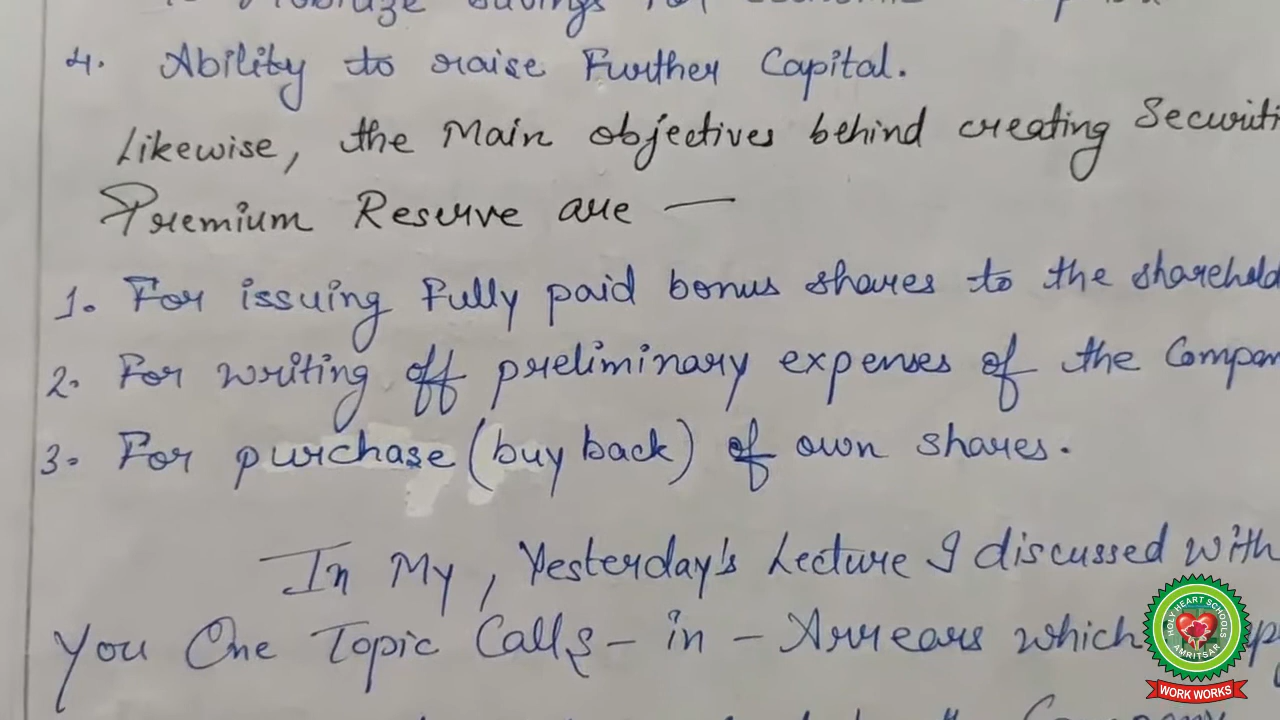 savings
4. Ability to raise Further Capital.
Likewise, the Main objectives behind creating Securiti
Premium Reserve are —
1. For issuing Fully paid bonus shares to the sharehold
2. For writing off preliminary expenses of the Compan
3. For purchase (buy back) of own shares.
In My, Yesterday's Lecture I discussed with
You One Topic Calls-in-Arrears which
Company
HOLY HEART SCHOOLS
AMRITSAR
WORK WORKS